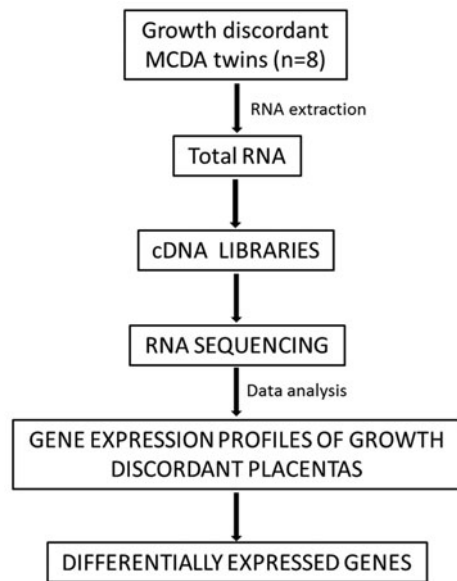 Growth discordant
MCDA twins (n=8)
RNA extraction
Total RNA
cDNA LIBRARIES
RNA SEQUENCING
Data analysis
GENE EXPRESSION PROFILES OF GROWTH
DISCORDANT PLACENTAS
DIFFERENTIALLY EXPRESSED GENES